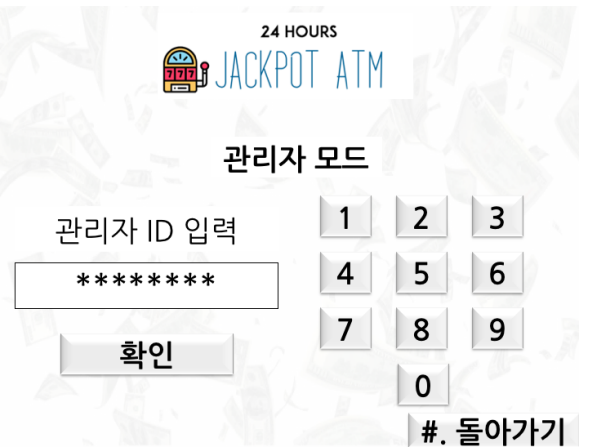 24 HOURS
777
JACKPOT ATM
관리자 모드
관리자 ID 입력
********
확인
1 2 3
4 5 6
7 8 9
0
#. 돌아가기